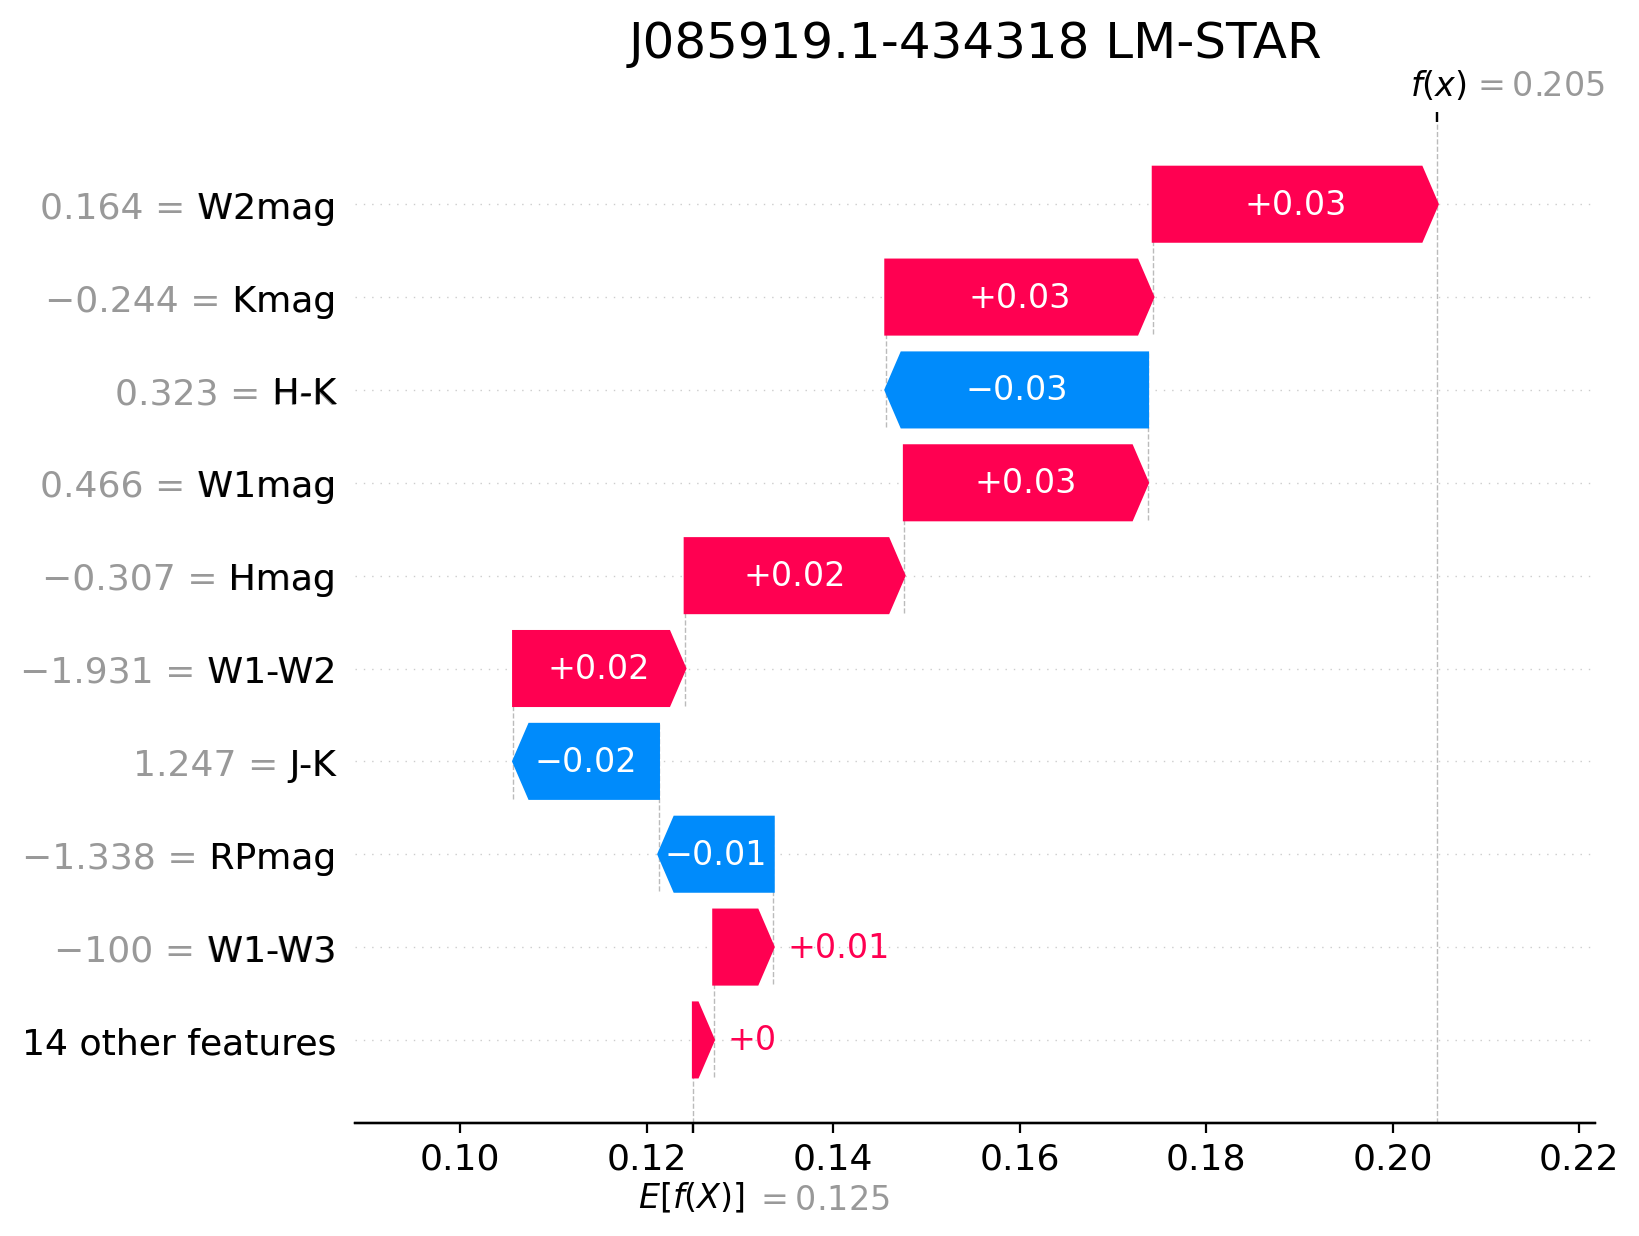 J085919.1-434318 LM-STAR
f(x) = 0.205
0.164 = W2mag
+0.03
−0.244 = Kmag
+0.03
0.323 = H-K
−0.03
0.466 = W1mag
+0.03
−0.307 = Hmag
+0.02
−1.931 = W1-W2
+0.02
1.247 = J-K
−0.02
−1.338 = RPmag
−0.01
−100 = W1-W3
+0.01
14 other features
+0
0.10 0.12 0.14 0.16 0.18 0.20 0.22
E[f(X)] = 0.125